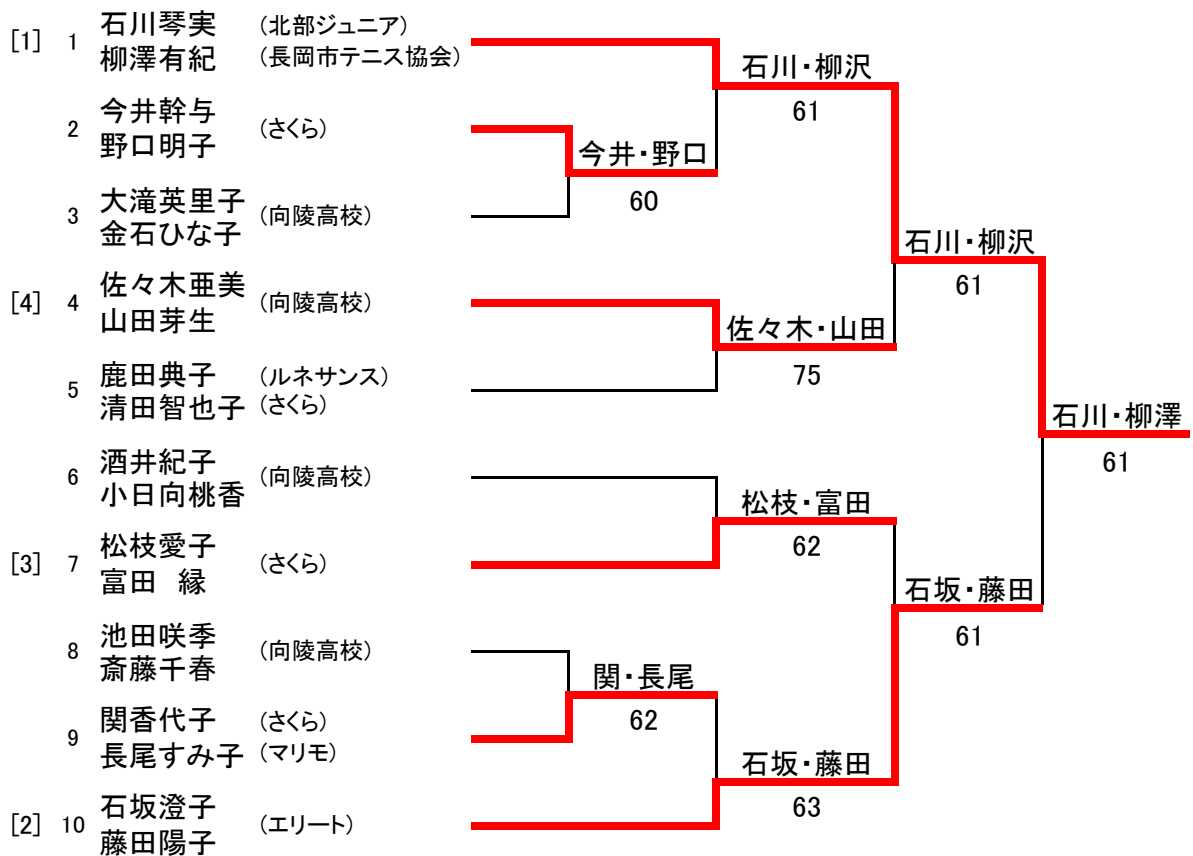 [1] 1 石川琴実 (北部ジュニア)
柳澤有紀 (長岡市テニス協会)
石川・柳沢
61
2 今井幹与
野口明子 (さくら)
今井・野口
60
3 大滝英里子
金石ひな子 (向陵高校)
石川・柳沢
61
[4] 4 佐々木亜美
山田芽生 (向陵高校)
佐々木・山田
75
5 鹿田典子 (ルネサンス)
清田智也子 (さくら)
石川・柳澤
61
6 酒井紀子
小日向桃香 (向陵高校)
松枝・富田
62
[3] 7 松枝愛子
富田 縁 (さくら)
石坂・藤田
61
8 池田咲季
斎藤千春 (向陵高校)
関・長尾
62
9 関香代子 (さくら)
長尾すみ子 (マリモ)
石坂・藤田
63
[2] 10 石坂澄子
藤田陽子 (エリート)